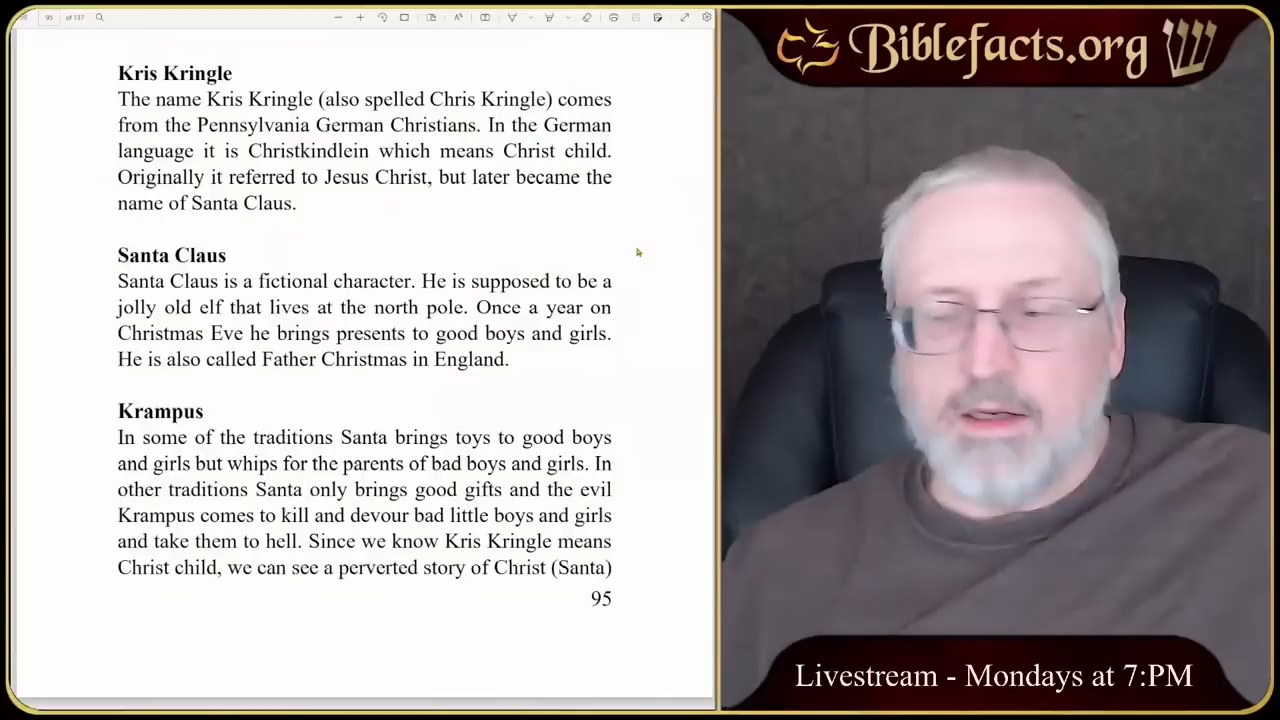 95 of 137
Kris Kringle
The name Kris Kringle (also spelled Chris Kringle) comes
from the Pennsylvania German Christians. In the German
language it is Christkindlein which means Christ child.
Originally it referred to Jesus Christ, but later became the
name of Santa Claus.
Santa Claus
Santa Claus is a fictional character. He is supposed to be a
jolly old elf that lives at the north pole. Once a year on
Christmas Eve he brings presents to good boys and girls.
He is also called Father Christmas in England.
Krampus
In some of the traditions Santa brings toys to good boys
and girls but whips for the parents of bad boys and girls. In
other traditions Santa only brings good gifts and the evil
Krampus comes to kill and devour bad little boys and girls
and take them to hell. Since we know Kris Kringle means
Christ child, we can see a perverted story of Christ (Santa)
95
Biblefacts.org
Livestream - Mondays at 7:PM